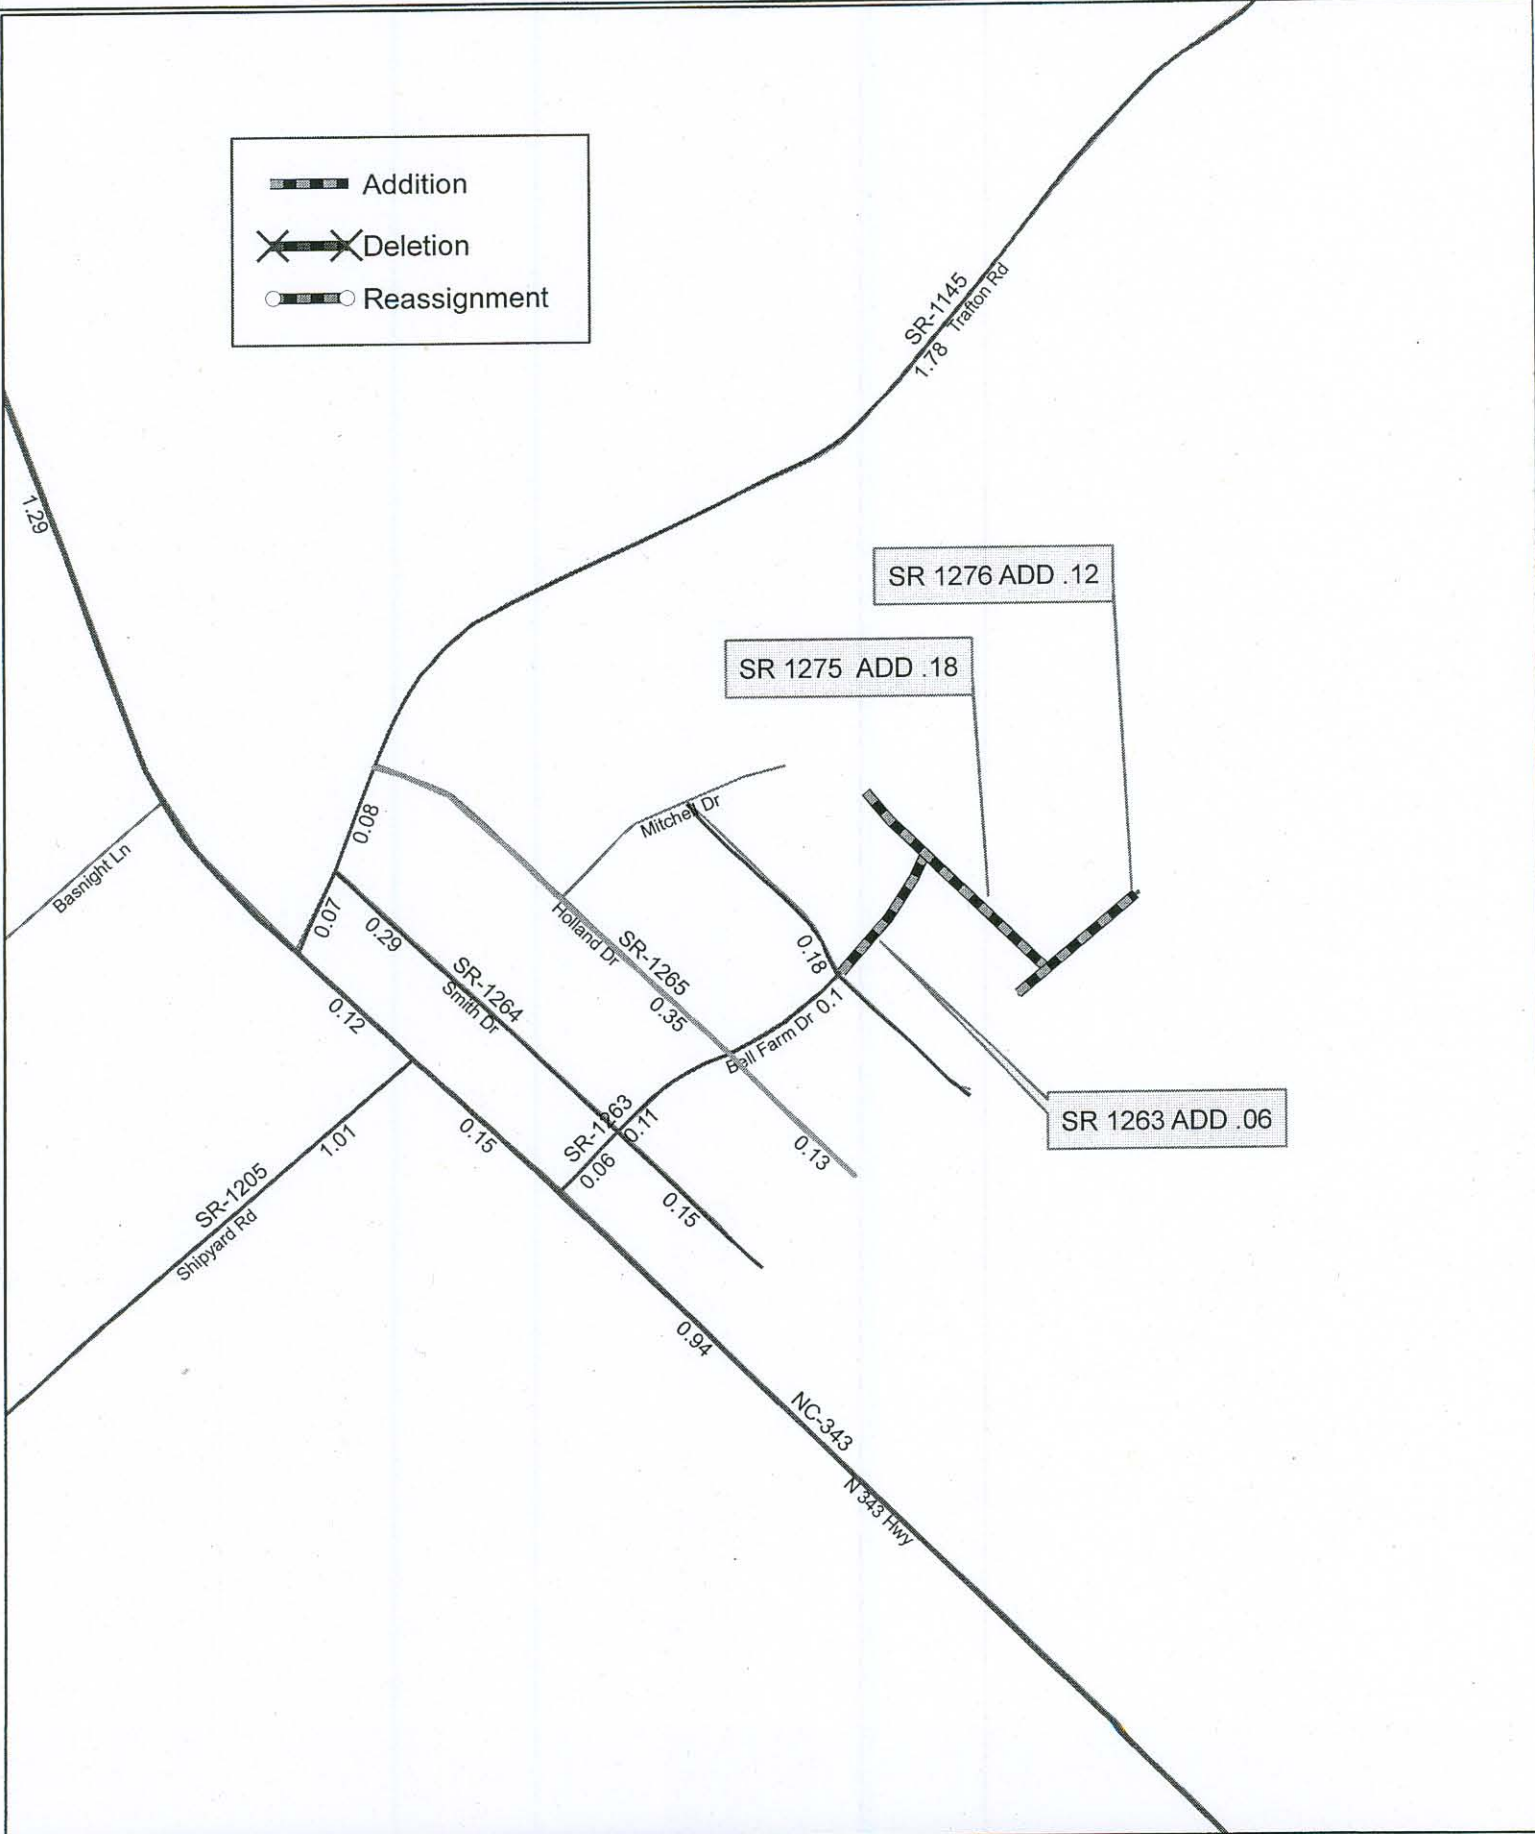 Addition
Deletion
Reassignment
SR-1145
1.78 Trafton Rd
1.29
SR 1276 ADD .12
SR 1275 ADD .18
0.08
Mitchell Dr
Basnight Ln
0.07
0.29
Holland Dr
SR-1265
0.18
SR-1264
Smith Dr
0.35
0.12
Bell Farm Dr 0.1
SR-1263
0.11
SR 1263 ADD .06
0.15
1.01
0.13
0.06
SR-1205
Shipyard Rd
0.15
0.94
NC-343
N 343 Hwy